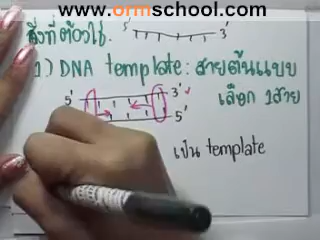 www.ormschool.com
สิ่งที่ต้องใช้.
3'
1) DNA template : สายต้นแบบ
5' 3' เลือก 1 สาย
3' 5'
เป็น template